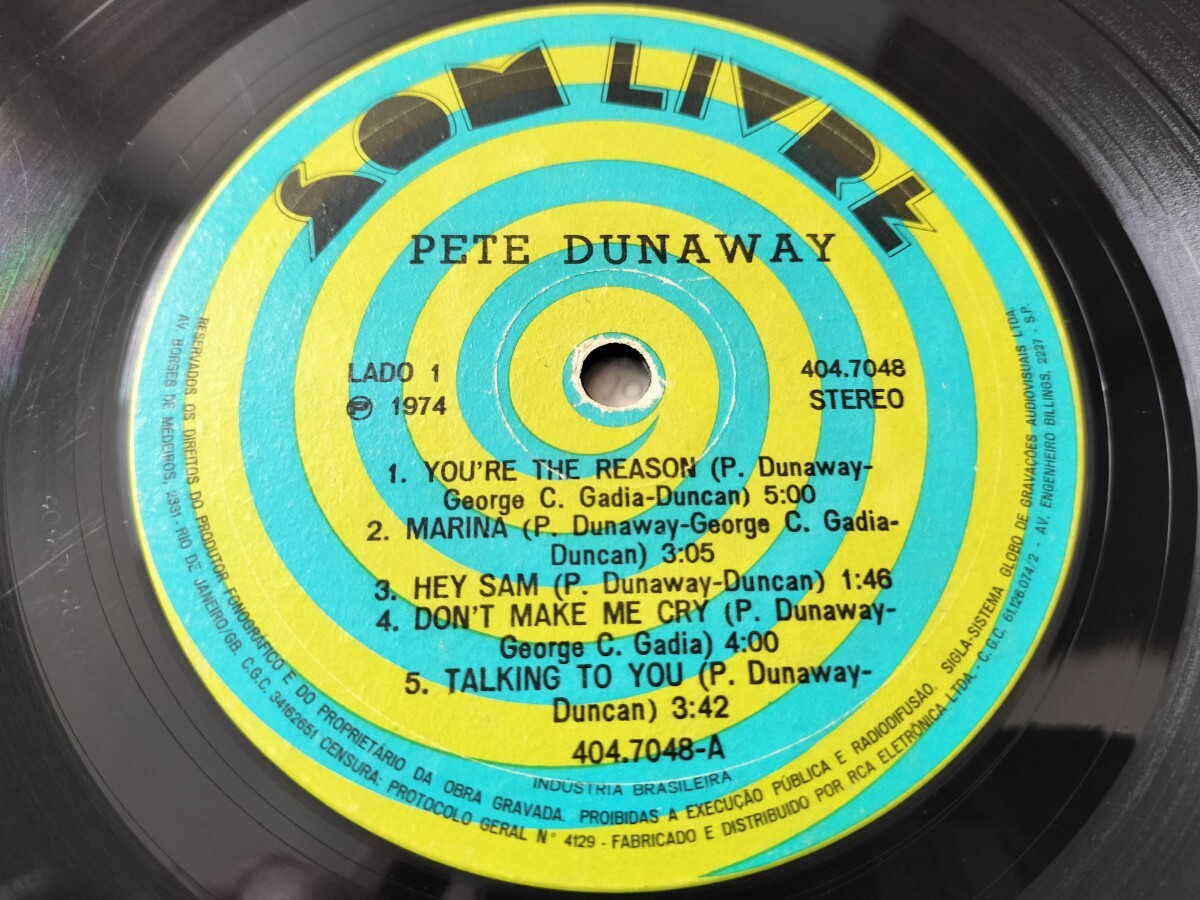 SOM LIVRE
PETE DUNAWAY
LADO 1
℗ 1974
404.7048
STEREO
1. YOU'RE THE REASON (P. Dunaway-
George C. Gadia-Duncan) 5:00
2. MARINA (P. Dunaway-George C. Gadia-
Duncan) 3:05
3. HEY SAM (P. Dunaway-Duncan) 1:46
4. DON'T MAKE ME CRY (P. Dunaway-
George C. Gadia) 4:00
5. TALKING TO YOU (P. Dunaway-
Duncan) 3:42
404.7048-A
INDÚSTRIA BRASILEIRA
RESERVADOS OS DIREITOS DO PRODUTOR FONOGRÁFICO E DO PROPRIETÁRIO DA OBRA GRAVADA. PROIBIDAS A EXECUÇÃO PÚBLICA E RADIODIFUSÃO. SIGLA-SISTEMA GLOBO DE GRAVAÇÕES AUDIOVISUAIS LTDA
AV. BORGES DE MEDEIROS, 2331 - RIO DE JANEIRO/GB. C.G.C. 34162651 CENSURA: PROTOCOLO GERAL N° 4129 - FABRICADO E DISTRIBUIDO POR RCA ELETRÔNICA LTDA. - C.G.C. 61.126.074/2 - AV. ENGENHEIRO BILLINGS, 2227 - S.P.